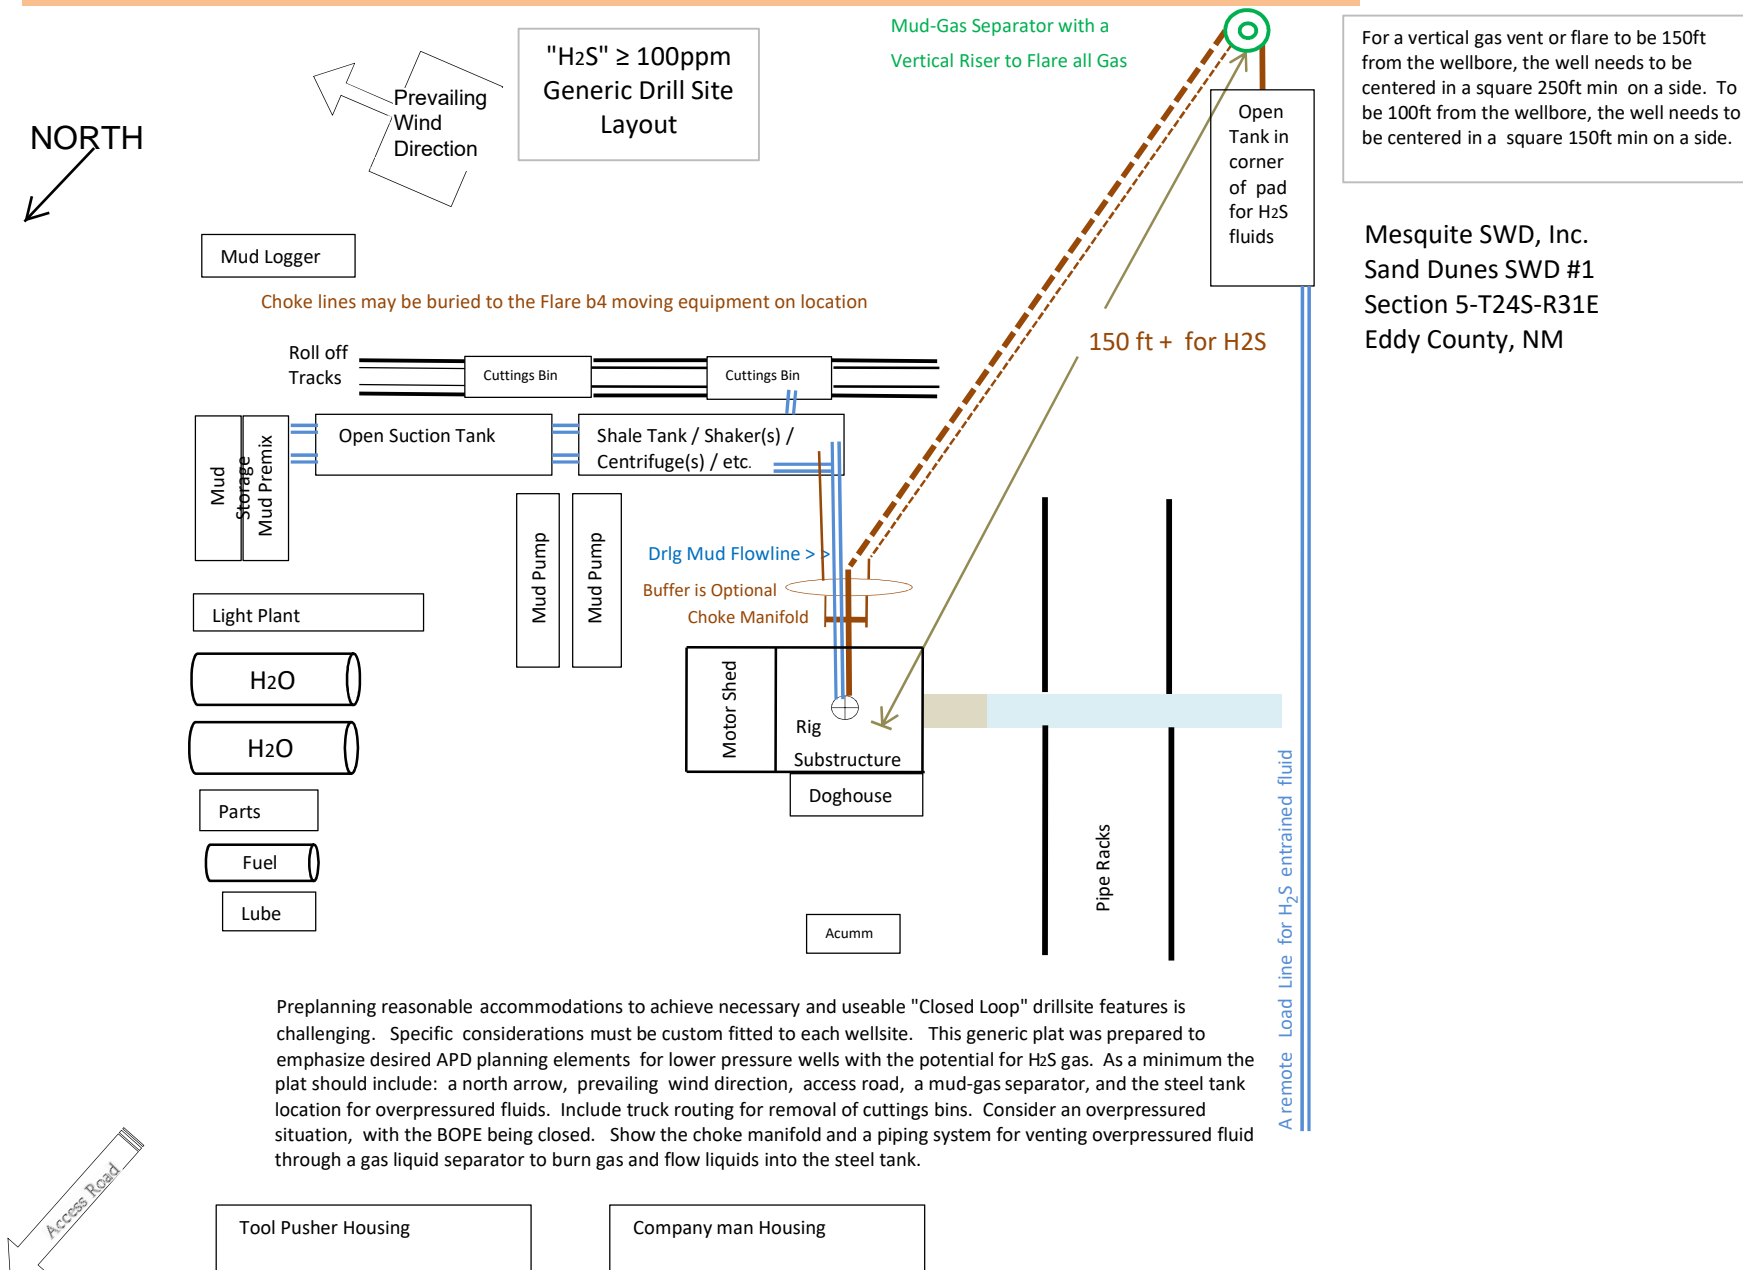 Mud-Gas Separator with a
Vertical Riser to Flare all Gas
"H2S" ≥ 100ppm
Generic Drill Site
Layout
For a vertical gas vent or flare to be 150ft
from the wellbore, the well needs to be
centered in a square 250ft min on a side. To
be 100ft from the wellbore, the well needs to
be centered in a square 150ft min on a side.
Prevailing
Wind
Direction
NORTH
Open
Tank in
corner
of pad
for H2S
fluids
Mesquite SWD, Inc.
Sand Dunes SWD #1
Section 5-T24S-R31E
Eddy County, NM
Mud Logger
Choke lines may be buried to the Flare b4 moving equipment on location
150 ft + for H2S
Roll off
Tracks
Cuttings Bin
Cuttings Bin
Open Suction Tank
Shale Tank / Shaker(s) /
Centrifuge(s) / etc.
Mud
Storage
Mud Premix
Mud Pump
Mud Pump
Drlg Mud Flowline > >
Buffer is Optional
Choke Manifold
Light Plant
H2O
H2O
Motor Shed
Rig
Substructure
Doghouse
Parts
Fuel
Lube
Acumm
Pipe Racks
A remote Load Line for H2S entrained fluid
Preplanning reasonable accommodations to achieve necessary and useable "Closed Loop" drillsite features is
challenging. Specific considerations must be custom fitted to each wellsite. This generic plat was prepared to
emphasize desired APD planning elements for lower pressure wells with the potential for H2S gas. As a minimum the
plat should include: a north arrow, prevailing wind direction, access road, a mud-gas separator, and the steel tank
location for overpressured fluids. Include truck routing for removal of cuttings bins. Consider an overpressured
situation, with the BOPE being closed. Show the choke manifold and a piping system for venting overpressured fluid
through a gas liquid separator to burn gas and flow liquids into the steel tank.
Access Road
Tool Pusher Housing
Company man Housing